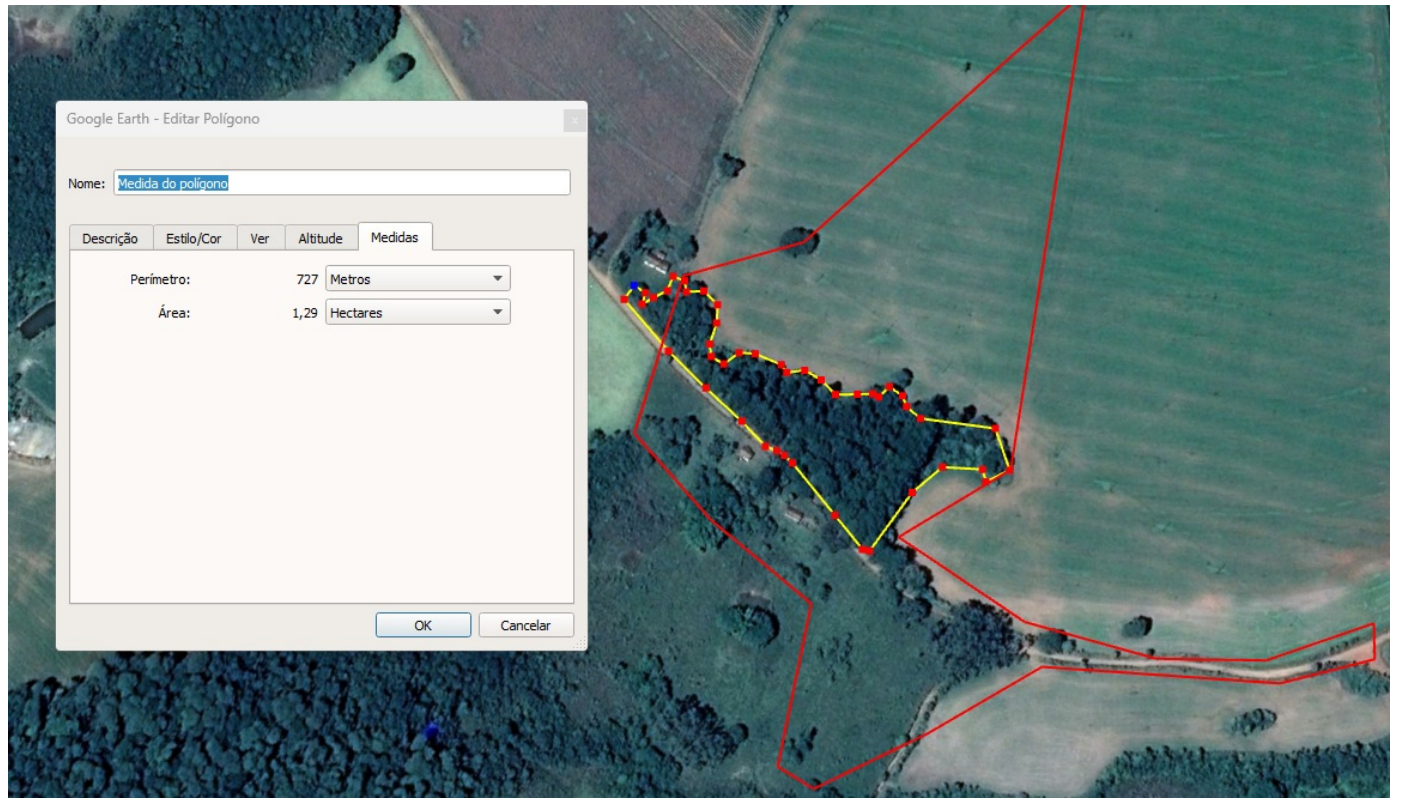 Google Earth - Editar Polígono
Nome: Medida do polígono
Descrição Estilo/Cor Ver Altitude Medidas
Perímetro: 727 Metros
Área: 1,29 Hectares
OK Cancelar